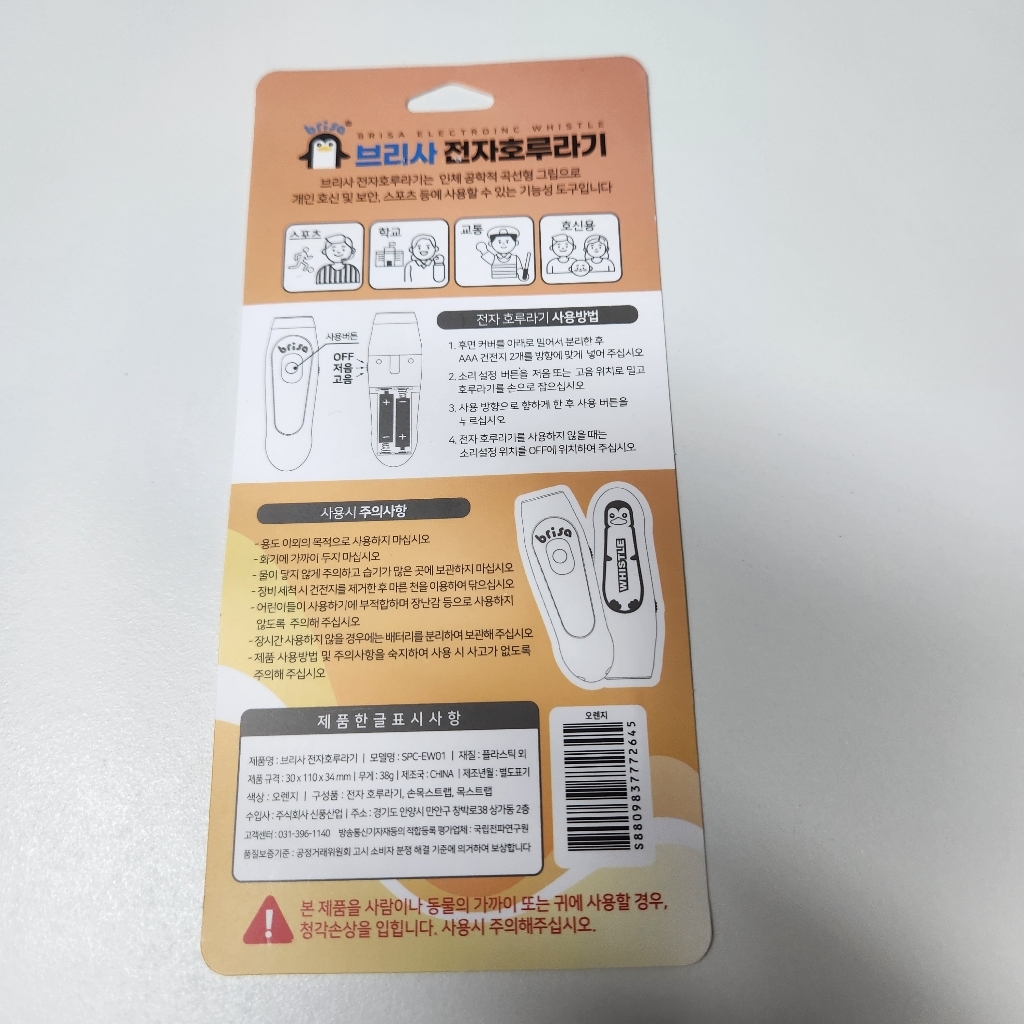 brisa®
BRISA ELECTROINC WHISTLE
브리사 전자호루라기
브리사 전자호루라기는 인체 공학적 곡선형 그립으로
개인 호신 및 보안, 스포츠 등에 사용할 수 있는 기능성 도구입니다
스포츠
학교
교통
호신용
brisa
사용버튼
OFF
저음
고음
전자 호루라기 사용방법
1. 후면 커버를 아래로 밀어서 분리한 후
AAA 건전지 2개를 방향에 맞게 넣어 주십시오
2. 소리 설정 버튼을 저음 또는 고음 위치로 밀고
호루라기를 손으로 잡으십시오
3. 사용 방향으로 향하게 한 후 사용 버튼을
누르십시오
4. 전자 호루라기를 사용하지 않을 때는
소리설정 위치를 OFF에 위치하여 주십시오
사용시 주의사항
- 용도 이외의 목적으로 사용하지 마십시오
- 화기에 가까이 두지 마십시오
- 물이 닿지 않게 주의하고 습기가 많은 곳에 보관하지 마십시오
- 장비 세척 시 건전지를 제거한 후 마른 천을 이용하여 닦으십시오
- 어린이들이 사용하기에 부적합하며 장난감 등으로 사용하지
않도록 주의해 주십시오
- 장시간 사용하지 않을 경우에는 배터리를 분리하여 보관해 주십시오
- 제품 사용방법 및 주의사항을 숙지하여 사용 시 사고가 없도록
주의해 주십시오
brisa
WHISTLE
제품한글표시사항
제품명 : 브리사 전자호루라기 | 모델명 : SPC-EW01 | 재질 : 플라스틱 외
제품 규격 : 30 x 110 x 34 mm | 무게 : 38g | 제조국 : CHINA | 제조년월 : 별도표기
색상 : 오렌지 | 구성품 : 전자 호루라기, 손목스트랩, 목스트랩
수입사 : 주식회사 신풍산업 | 주소 : 경기도 안양시 만안구 창박로38 상가동 2층
고객센터 : 031-396-1140 방송통신기자재등의 적합등록 평가업체 : 국립전파연구원
품질보증기준 : 공정거래위원회 고시 소비자 분쟁 해결 기준에 의거하여 보상합니다
오렌지
S8809837772645
본 제품을 사람이나 동물의 가까이 또는 귀에 사용할 경우,
청각손상을 입힙니다. 사용시 주의해주십시오.